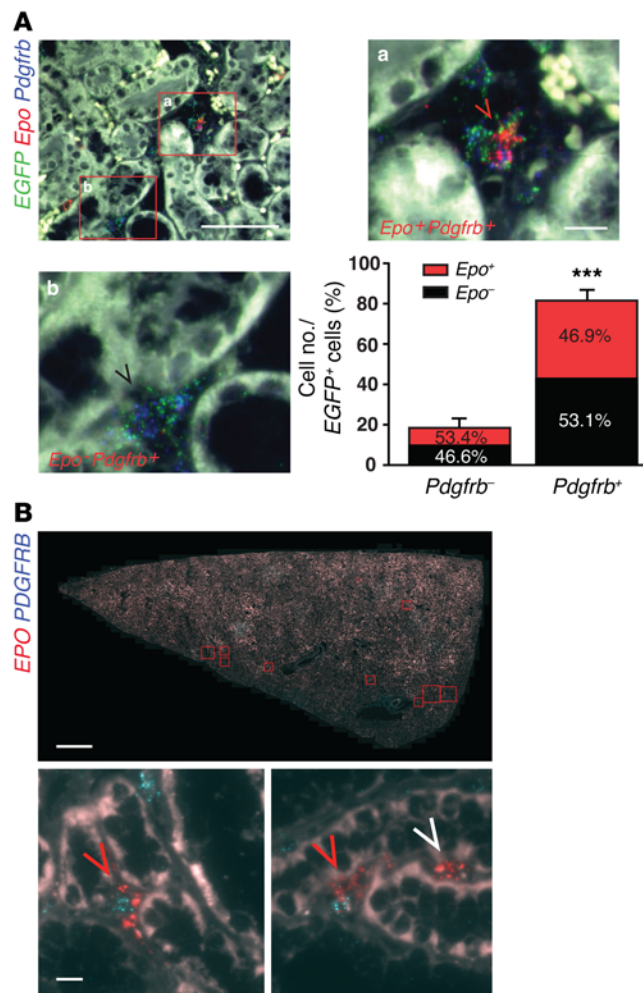 A
EGFP Epo Pdgfrb
a
b
a
Epo⁺Pdgfrb⁺
b
Epo⁻Pdgfrb⁺
Cell no./
EGFP⁺ cells (%)
100
80
60
40
20
0
Epo⁺
Epo⁻
***
53.4%
46.6%
46.9%
53.1%
Pdgfrb⁻
Pdgfrb⁺
B
EPO PDGFRB